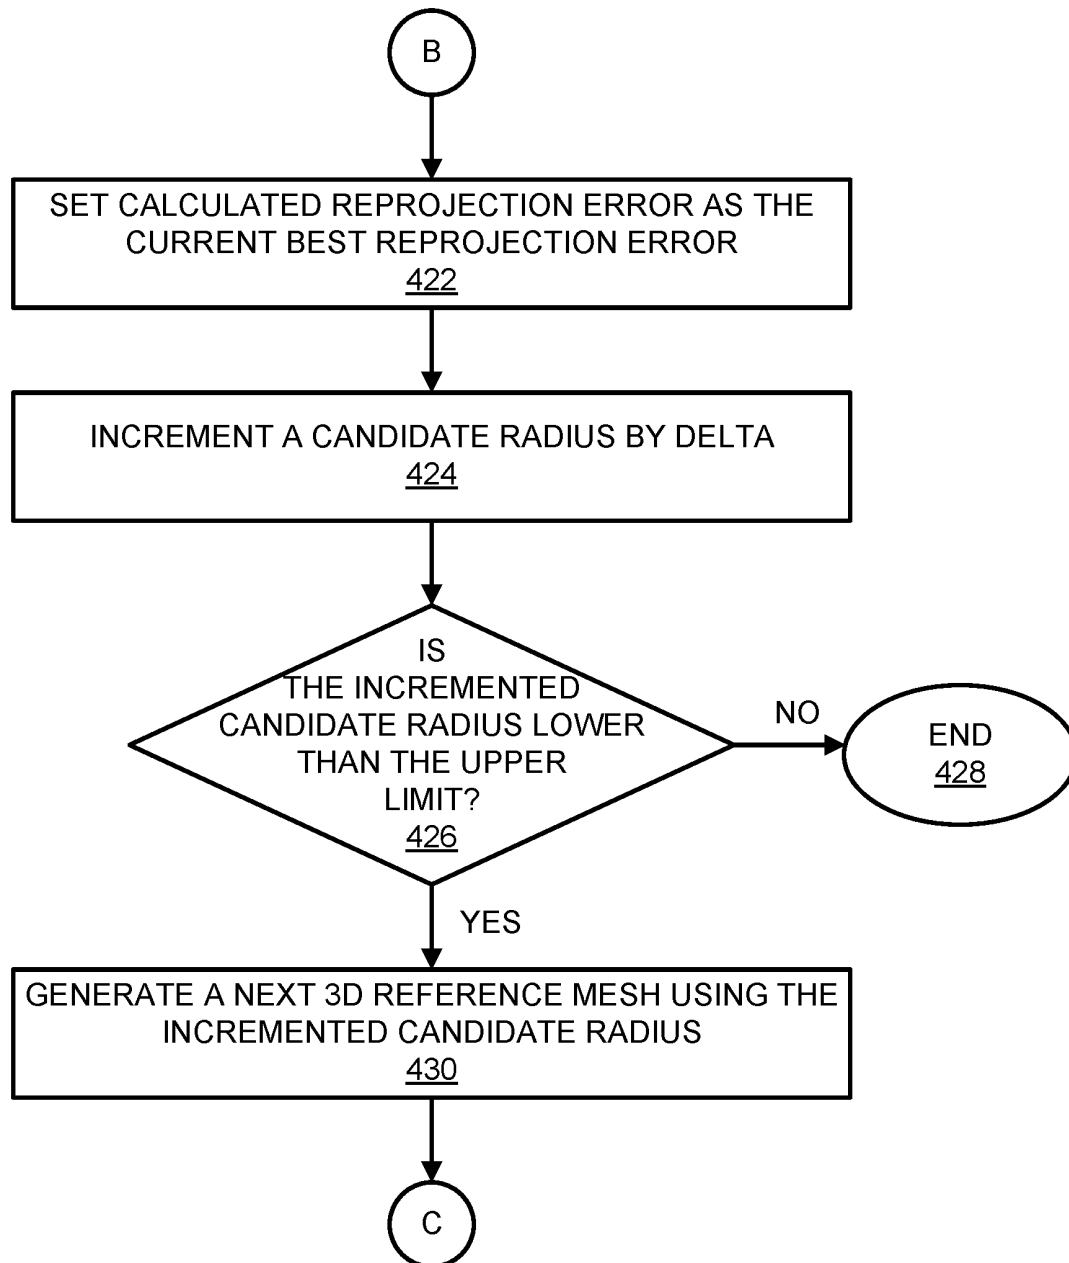 B
SET CALCULATED REPROJECTION ERROR AS THE
CURRENT BEST REPROJECTION ERROR
422
INCREMENT A CANDIDATE RADIUS BY DELTA
424
IS
THE INCREMENTED
CANDIDATE RADIUS LOWER
THAN THE UPPER
LIMIT?
426
NO
END
428
YES
GENERATE A NEXT 3D REFERENCE MESH USING THE
INCREMENTED CANDIDATE RADIUS
430
C